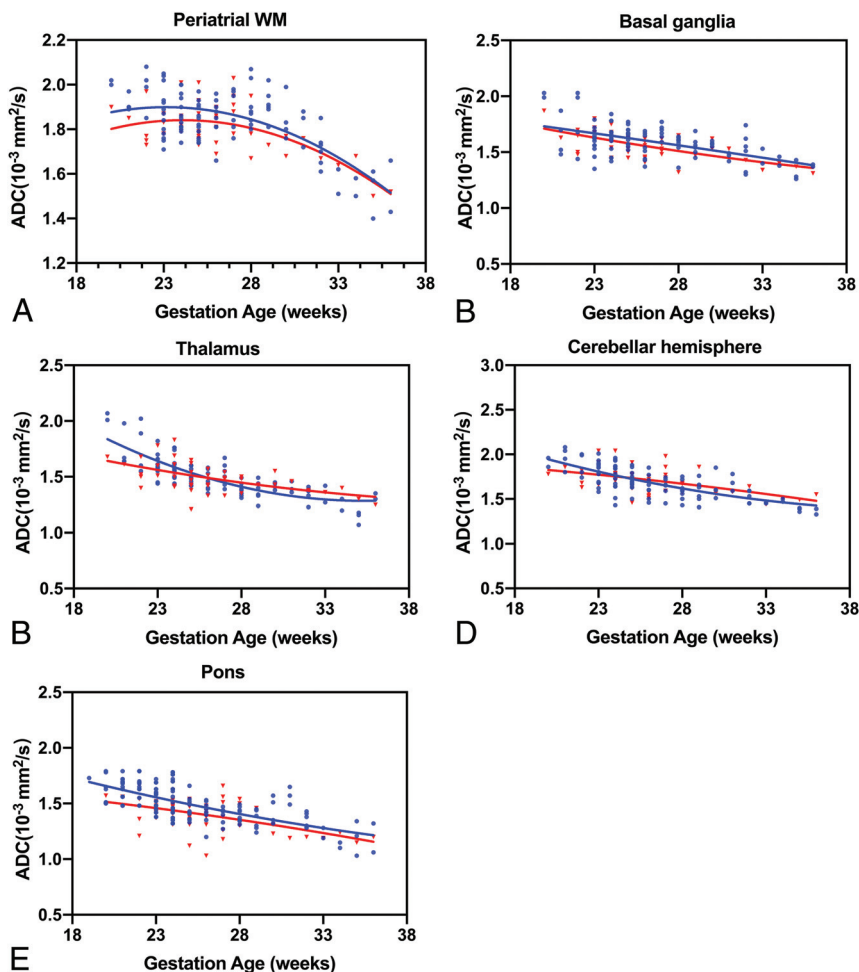 Periatrial WM
2.2
2.0
1.8
1.6
1.4
1.2
ADC(10⁻³ mm²/s)
18 23 28 33 38
Gestation Age (weeks)
A
Basal ganglia
2.5
2.0
1.5
1.0
0.5
ADC(10⁻³ mm²/s)
18 23 28 33 38
Gestation Age (weeks)
B
Thalamus
2.5
2.0
1.5
1.0
0.5
ADC(10⁻³ mm²/s)
18 23 28 33 38
Gestation Age (weeks)
B
Cerebellar hemisphere
3.0
2.5
2.0
1.5
1.0
0.5
ADC(10⁻³ mm²/s)
18 23 28 33 38
Gestation Age (weeks)
D
Pons
2.5
2.0
1.5
1.0
0.5
ADC(10⁻³ mm²/s)
18 23 28 33 38
Gestation Age (weeks)
E